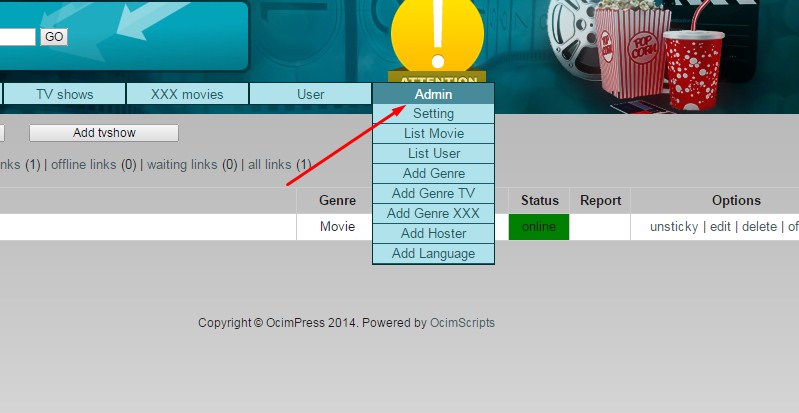 GO
!
ATTENTION
POP CORN
POP CORN
TV shows
XXX movies
User
Admin
Setting
List Movie
List User
Add Genre
Add Genre TV
Add Genre XXX
Add Hoster
Add Language
Add tvshow
nks (1) | offline links (0) | waiting links (0) | all links (1)
Genre Status Report Options
Movie online unsticky | edit | delete | of
Copyright © OcimPress 2014. Powered by OcimScripts